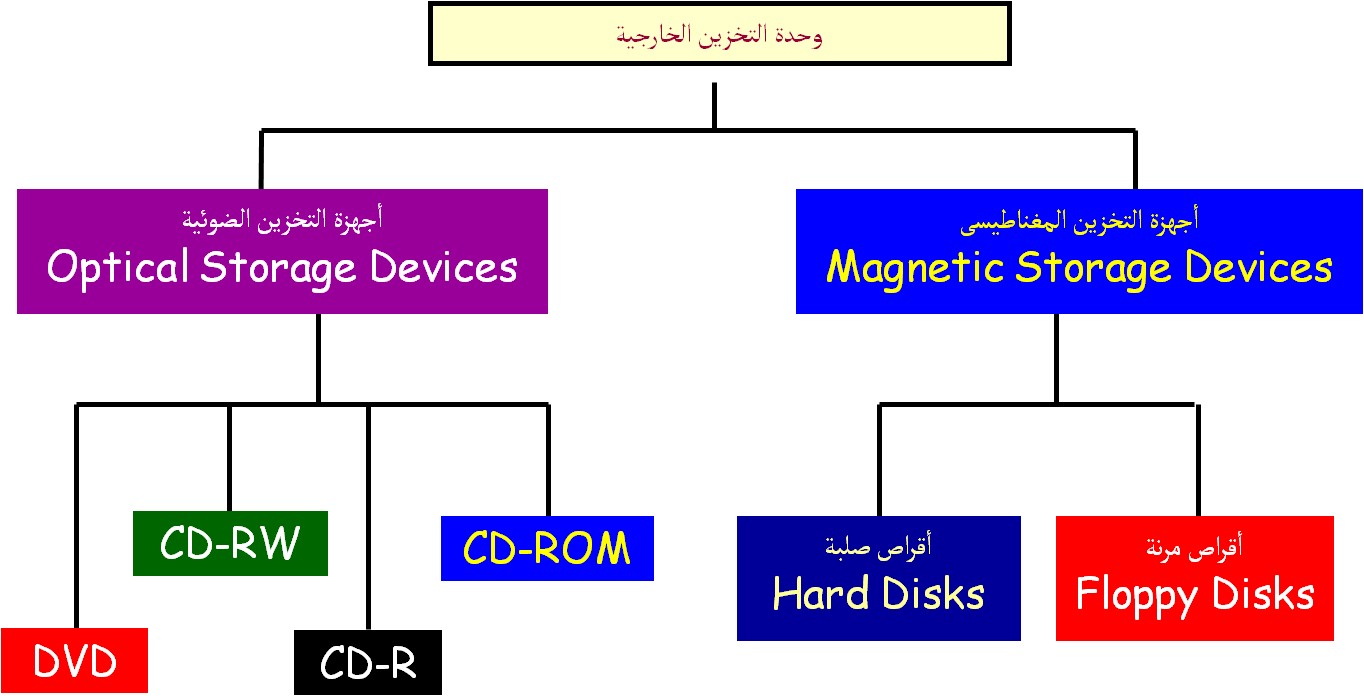 وحدة التخزين الخارجية
أجهزة التخزين المغناطيسى
Magnetic Storage Devices
أجهزة التخزين الضوئية
Optical Storage Devices
أقراص مرنة
Floppy Disks
أقراص صلبة
Hard Disks
CD-ROM
CD-R
CD-RW
DVD